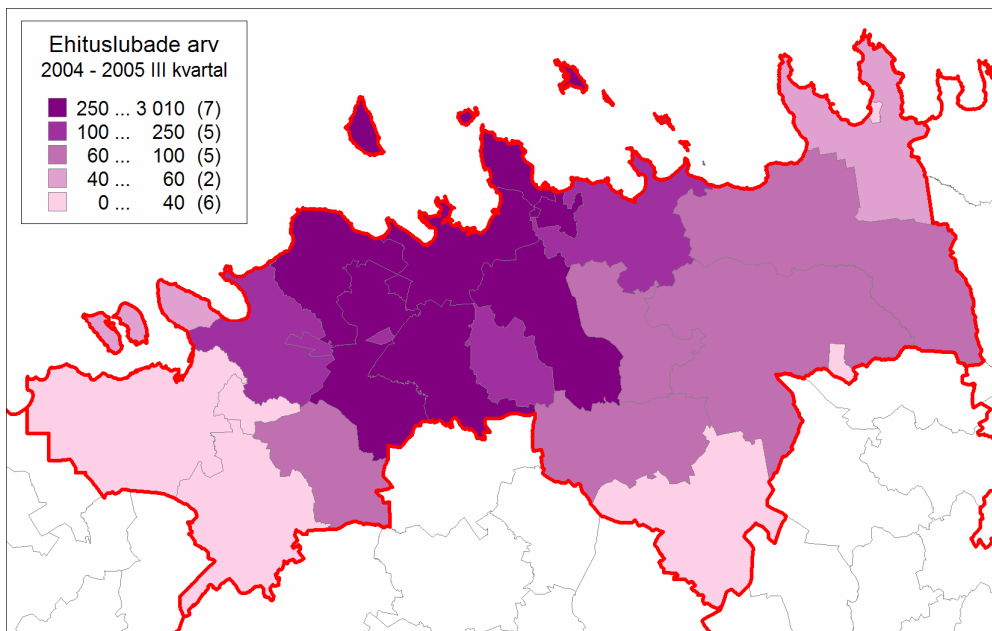 Ehituslubade arv
2004 - 2005 III kvartal
250 ... 3 010 (7)
100 ... 250 (5)
60 ... 100 (5)
40 ... 60 (2)
0 ... 40 (6)